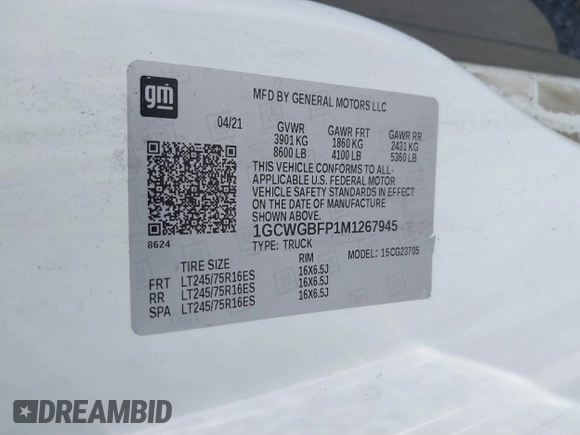 gm
MFD BY GENERAL MOTORS LLC
04/21 GVWR GAWR FRT GAWR RR
3901 KG 1860 KG 2431 KG
8600 LB 4100 LB 5360 LB
THIS VEHICLE CONFORMS TO ALL-
APPLICABLE U.S. FEDERAL MOTOR
VEHICLE SAFETY STANDARDS IN EFFECT
ON THE DATE OF MANUFACTURE
SHOWN ABOVE.
1GCWGBFP1M1267945
8624 TYPE: TRUCK MODEL: 15CG23705
TIRE SIZE RIM
FRT LT245/75R16ES 16X6.5J
RR LT245/75R16ES 16X6.5J
SPA LT245/75R16ES 16X6.5J
DREAMBID